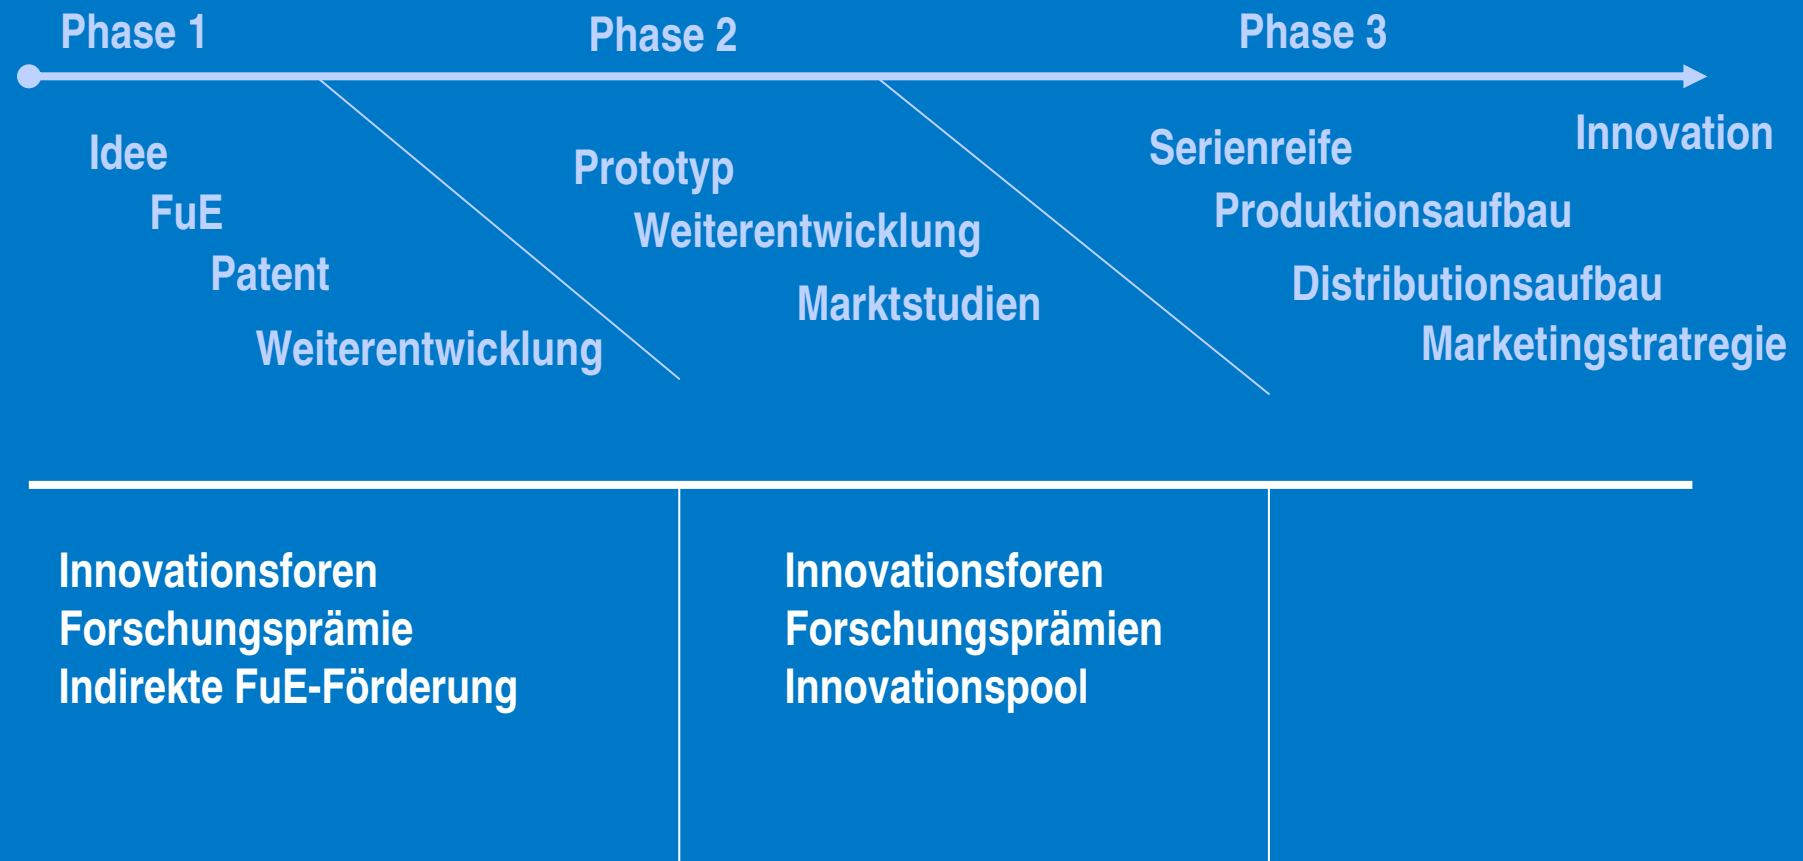 Phase 1
Phase 2
Phase 3
Idee
FuE
Patent
Weiterentwicklung
Prototyp
Weiterentwicklung
Marktstudien
Serienreife
Innovation
Produktionsaufbau
Distributionsaufbau
Marketingstratregie
Innovationsforen
Forschungsprämie
Indirekte FuE-Förderung
Innovationsforen
Forschungsprämien
Innovationspool